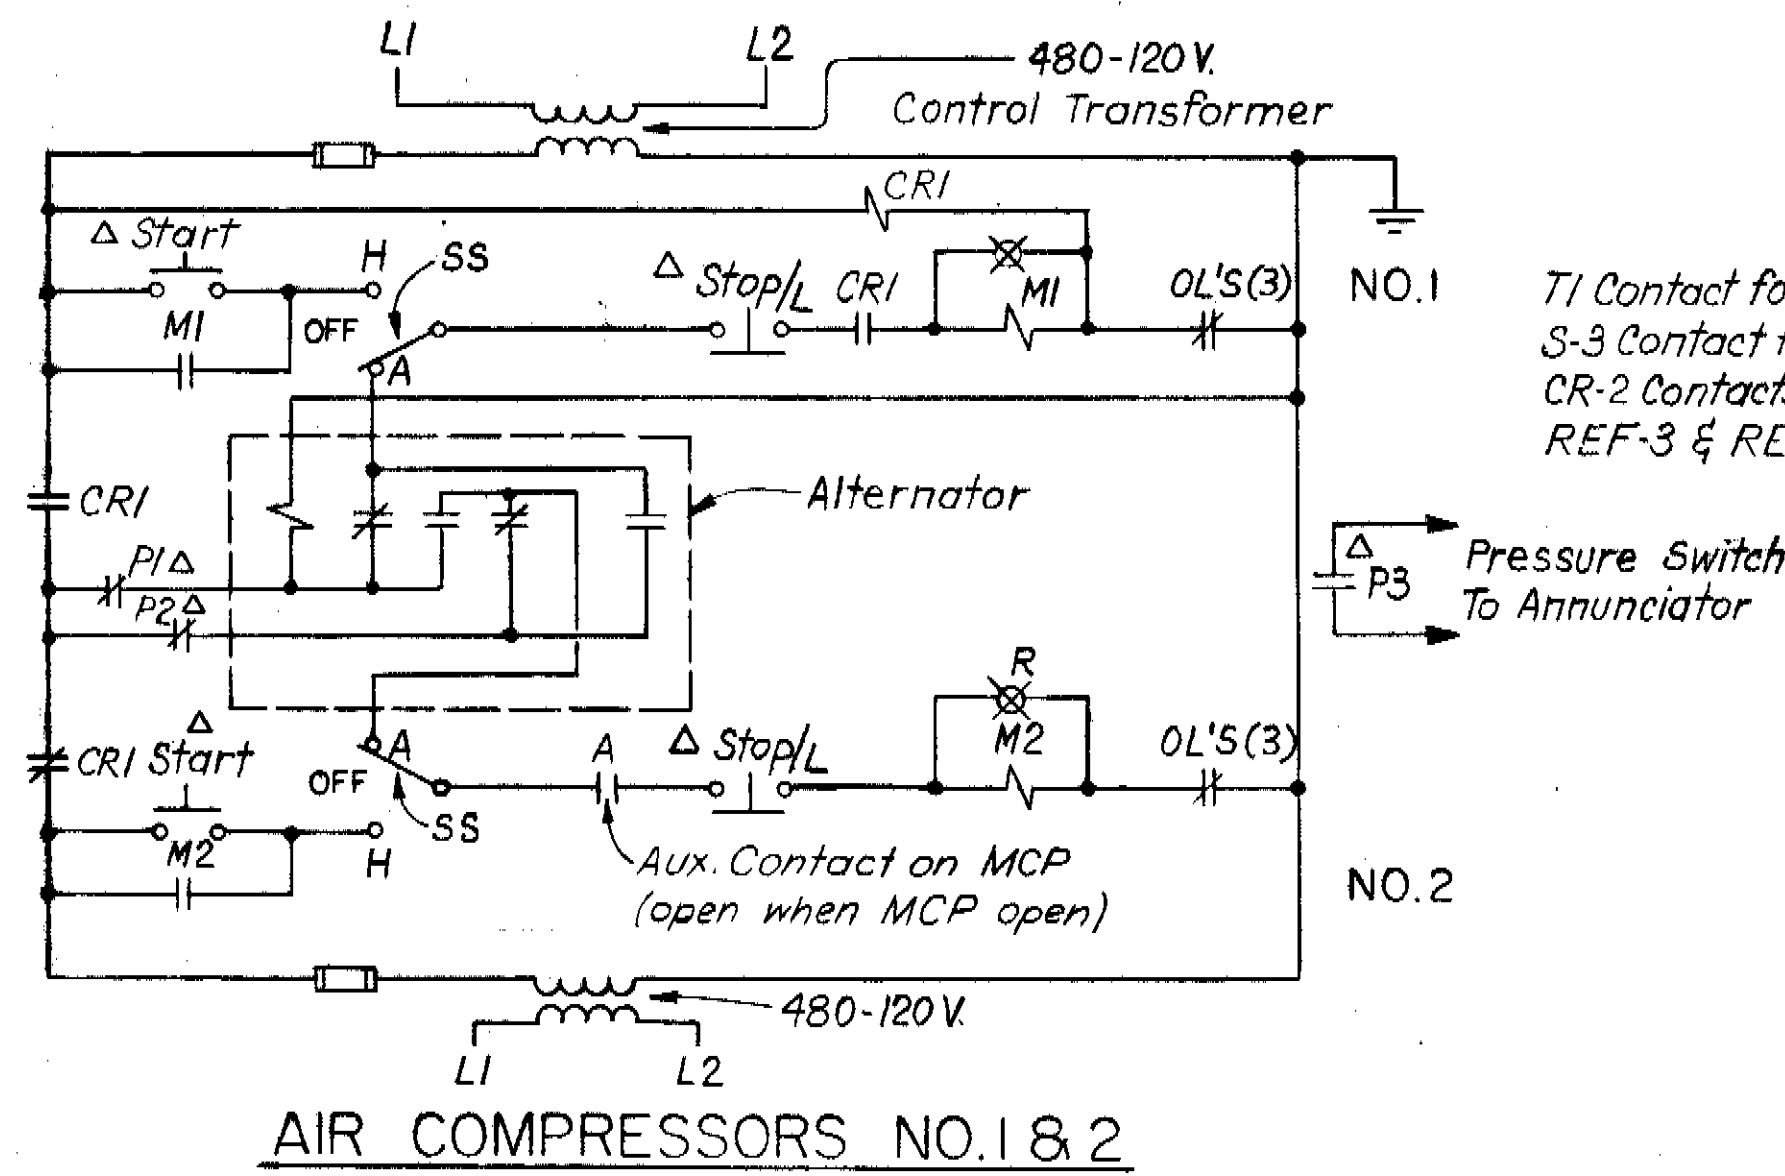 L1
L2
480-120V.
Control Transformer
CR1
△ Start
H
SS
△ Stop/L
CR1
M1
OL'S(3)
NO.1
M1
OFF
A
T1 Contact
S-3 Contact
CR-2
REF-3 &
CR1
Alternator
P1 △
P2 △
△
P3
Pressure Switch
To Annunciator
R
△
CR1 Start
A
OFF
SS
A
△ Stop/L
M2
OL'S(3)
M2
H
Aux. Contact on MCP
(open when MCP open)
NO.2
480-120V.
L1
L2
AIR COMPRESSORS NO.1 & 2